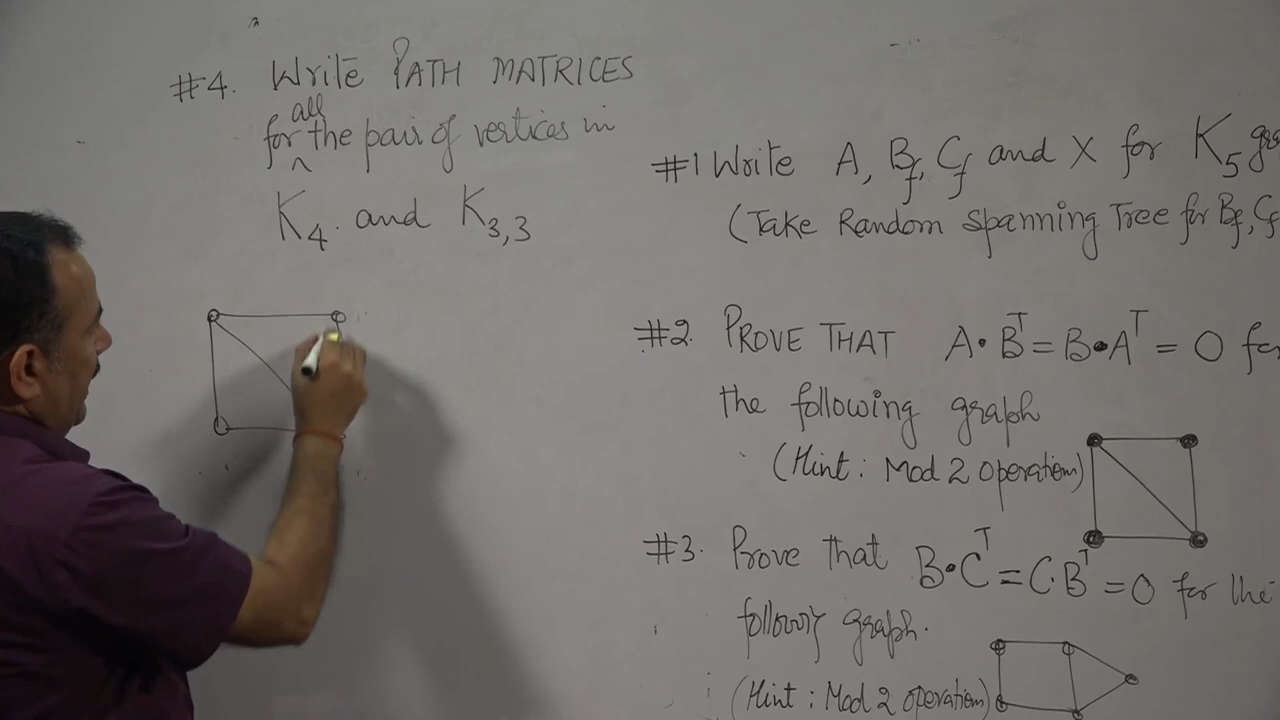 #4. Write PATH MATRICES
all
for ^ the pair of vertices in
K4. and K3,3
#1 Write A, Bf, Cf and X for K5
(Take Random Spanning Tree for Bf, Cf
#2. PROVE THAT A•B^T = B•A^T = 0 for
the following graph
(Hint : Mod 2 operation)
#3. Prove that B•C^T = C.B^T = 0 for the
graph.
(Hint : Mod 2 operation)